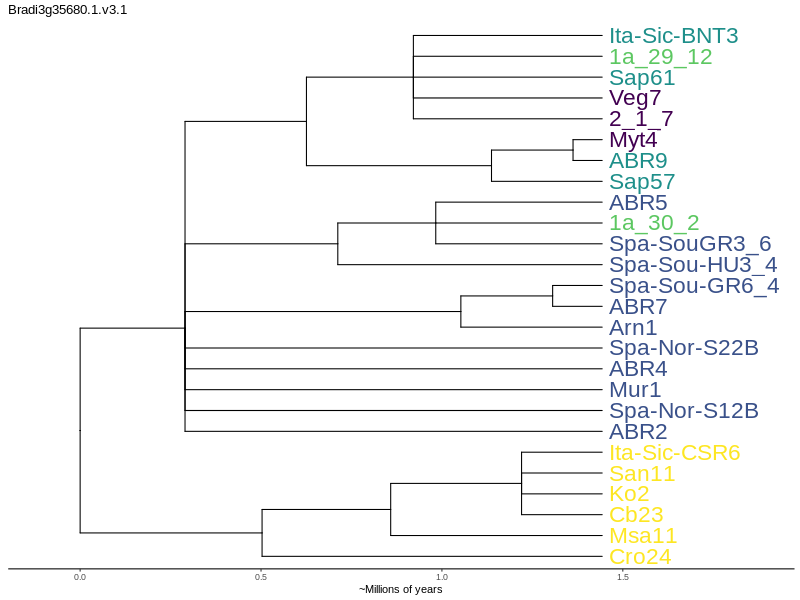 Bradi3g35680.1.v3.1
Ita-Sic-BNT3
1a_29_12
Sap61
Veg7
2_1_7
Myt4
ABR9
Sap57
ABR5
1a_30_2
Spa-SouGR3_6
Spa-Sou-HU3_4
Spa-Sou-GR6_4
ABR7
Arn1
Spa-Nor-S22B
ABR4
Mur1
Spa-Nor-S12B
ABR2
Ita-Sic-CSR6
San11
Ko2
Cb23
Msa11
Cro24
0.0 0.5 1.0 1.5
~Millions of years